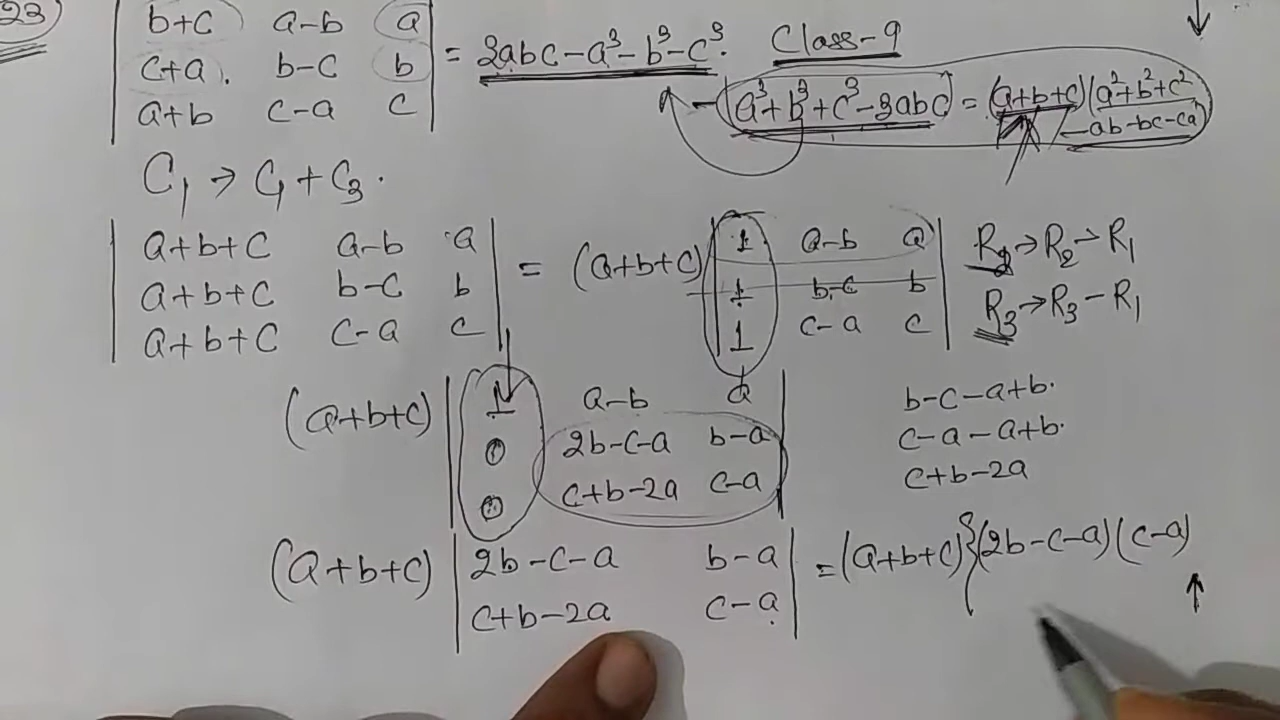 23
| b+c a-b a |
| c+a. b-c b | = 3abc-a³-b³-c³. Class-9
| a+b c-a c |
-(a³+b³+c³-3abc) = (a+b+c)(a²+b²+c²
-ab-bc-ca)
C₁ → C₁ + C₃.
| a+b+c a-b a |
| a+b+c b-c b |
| a+b+c c-a c |
= (a+b+c) | 1 a-b a |
| 1 b-c b |
| 1 c-a c |
R₂→R₂-R₁
R₃→R₃-R₁
(a+b+c) | 1 a-b a |
| 0 2b-c-a b-a |
| 0 c+b-2a c-a |
b-c-a+b.
c-a-a+b.
c+b-2a
(a+b+c) | 2b-c-a b-a |
| c+b-2a c-a |
= (a+b+c){(2b-c-a)(c-a)